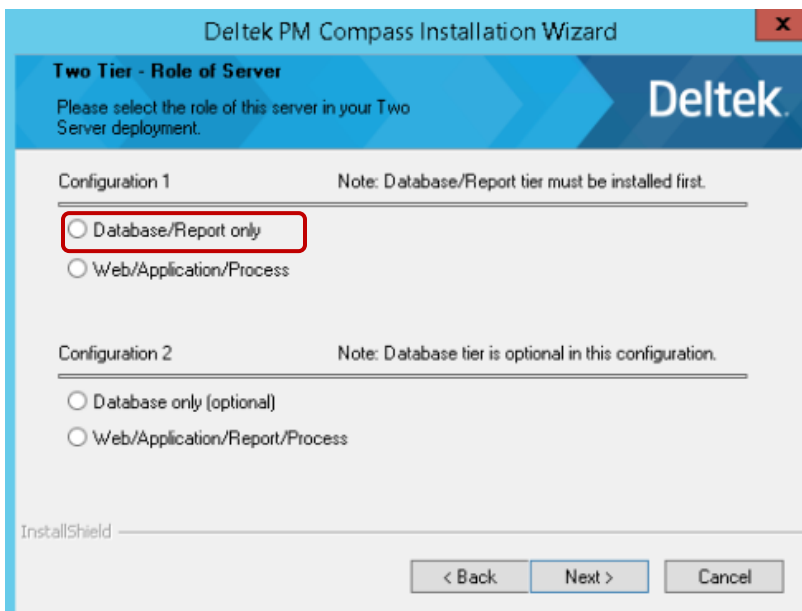 Deltek PM Compass Installation Wizard
x
Two Tier - Role of Server
Please select the role of this server in your Two
Server deployment.
Deltek.
Configuration 1 Note: Database/Report tier must be installed first.
Database/Report only
Web/Application/Process
Configuration 2 Note: Database tier is optional in this configuration.
Database only (optional)
Web/Application/Report/Process
InstallShield
< Back Next > Cancel